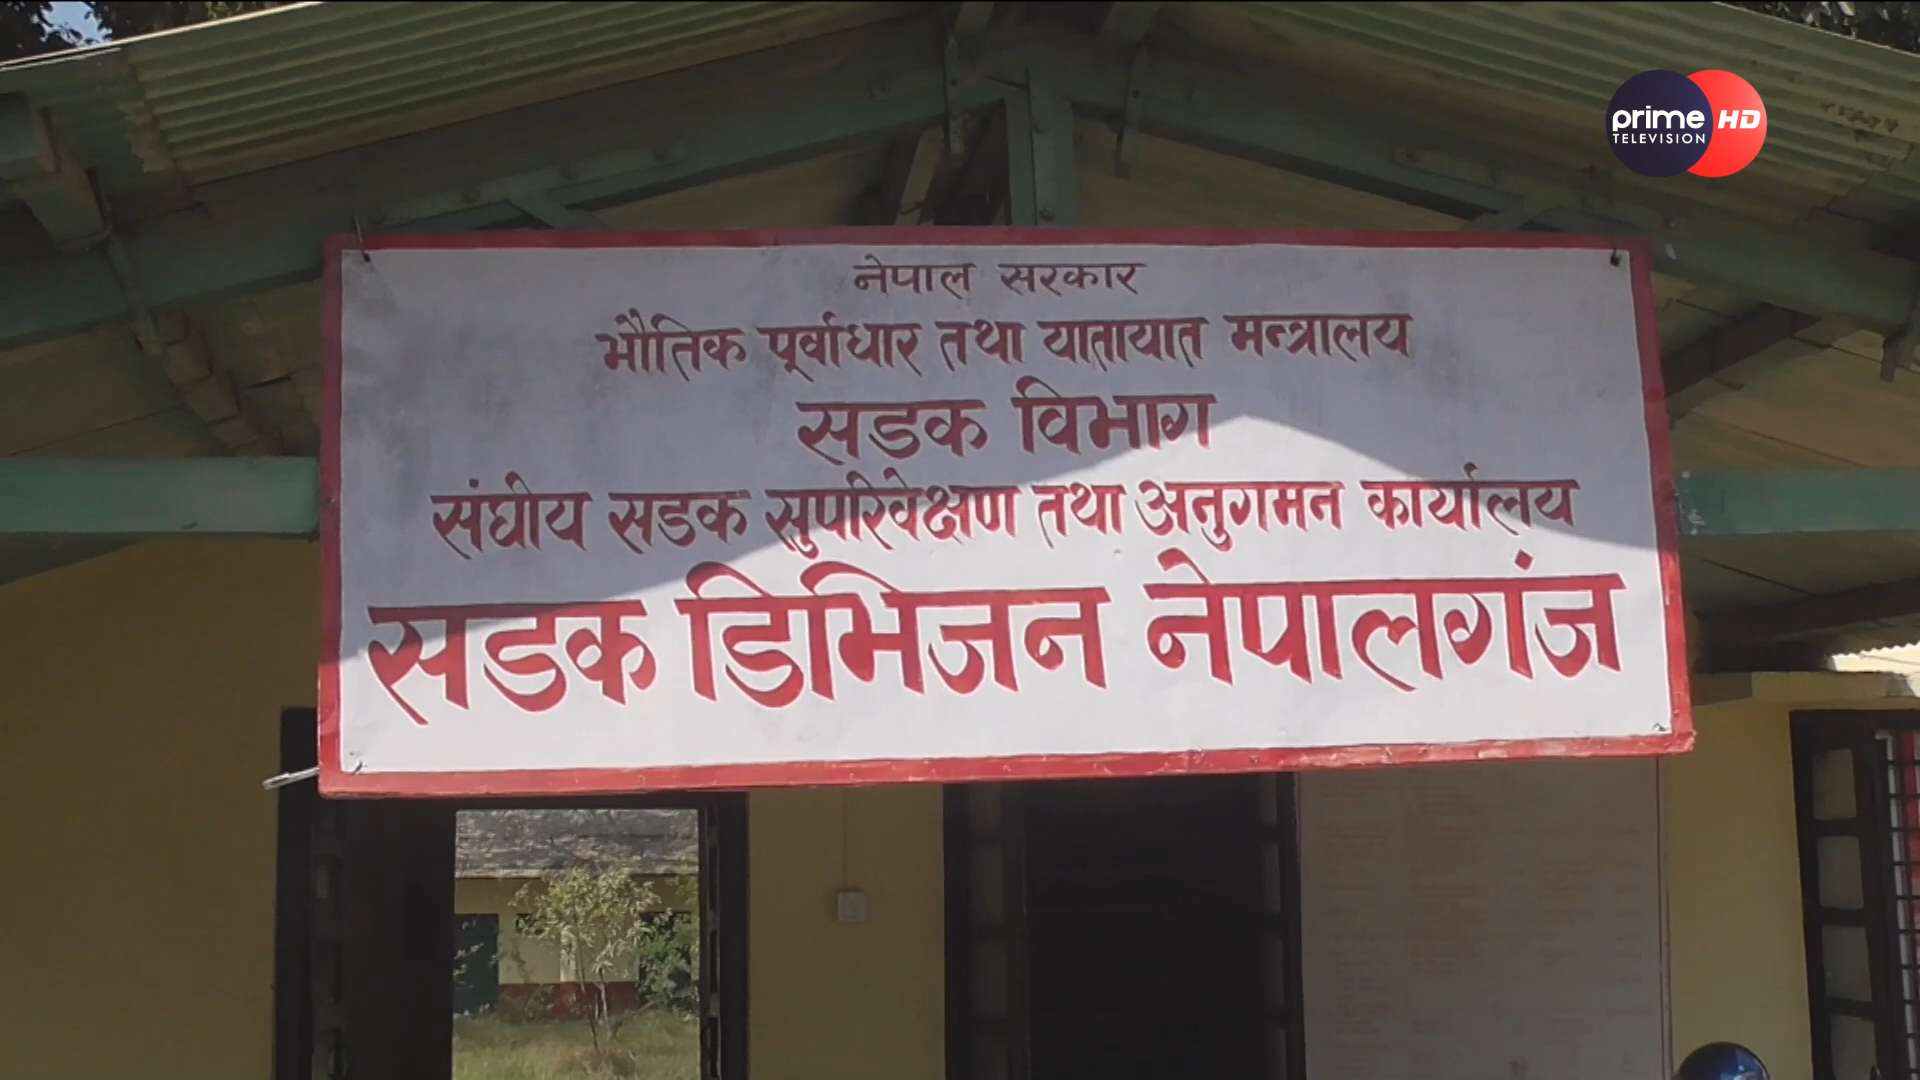 prime HD
TELEVISION
नेपाल सरकार
भौतिक पूर्वाधार तथा यातायात मन्त्रालय
सडक विभाग
संघीय सडक सुपरिवेक्षण तथा अनुगमन कार्यालय
सडक डिभिजन नेपालगंज